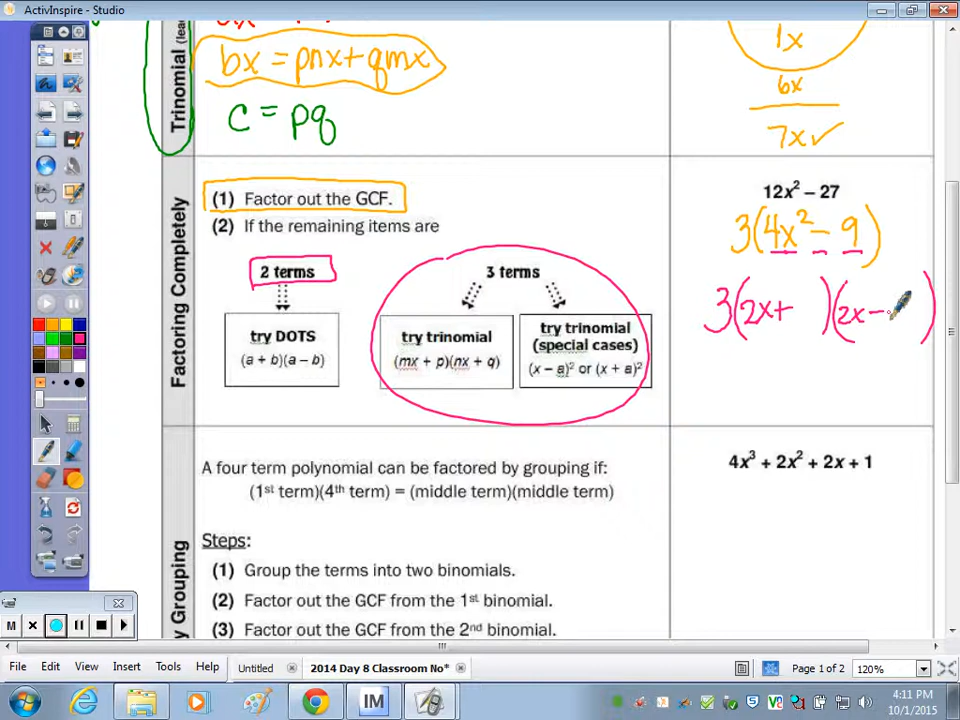 ActivInspire - Studio
Trinomial (lea
bx = pnx + qmx
c = pq
1x
6x
7x ✓
Factoring Completely
(1) Factor out the GCF.
(2) If the remaining items are
2 terms
3 terms
try DOTS
(a + b)(a – b)
try trinomial
(mx + p)(nx + q)
try trinomial
(special cases)
(x – a)² or (x + a)²
12x² – 27
3(4x² – 9)
3(2x+ )(2x– )
y Grouping
A four term polynomial can be factored by grouping if:
(1st term)(4th term) = (middle term)(middle term)
Steps:
(1) Group the terms into two binomials.
(2) Factor out the GCF from the 1st binomial.
(3) Factor out the GCF from the 2nd binomial.
4x³ + 2x² + 2x + 1
M
File Edit View Insert Tools Help
Untitled
2014 Day 8 Classroom No*
Page 1 of 2
120%
IM
4:11 PM
10/1/2015